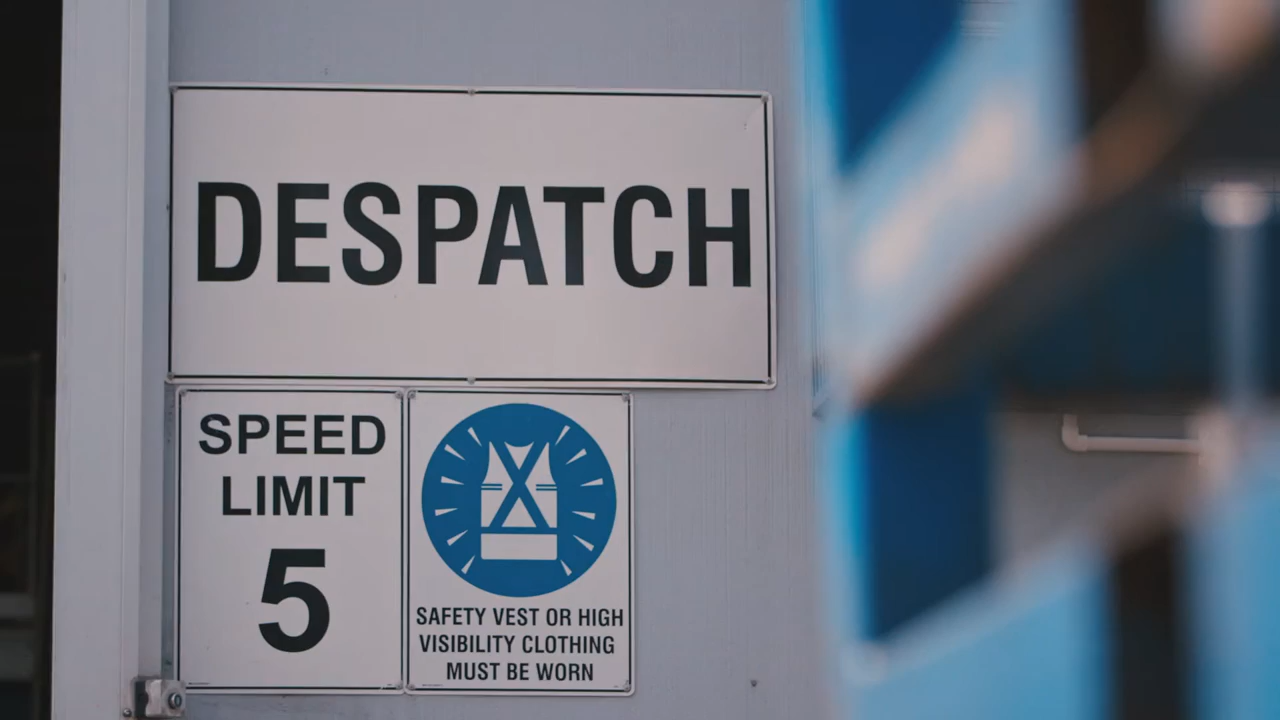 DESPATCH
SPEED
LIMIT
5
SAFETY VEST OR HIGH
VISIBILITY CLOTHING
MUST BE WORN